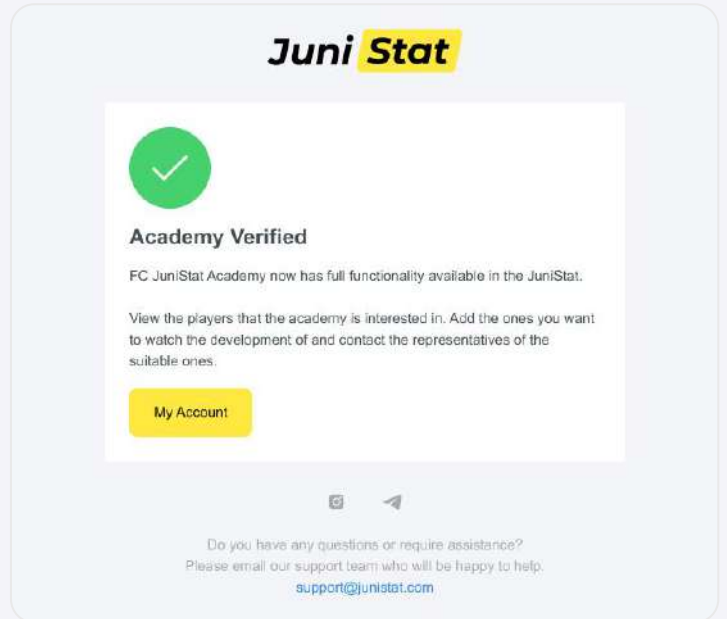 Juni Stat
Academy Verified
FC JuniStat Academy now has full functionality available in the JuniStat.
View the players that the academy is interested in. Add the ones you want
to watch the development of and contact the representatives of the
suitable ones.
My Account
Do you have any questions or require assistance?
Please email our support team who will be happy to help.
support@junistat.com